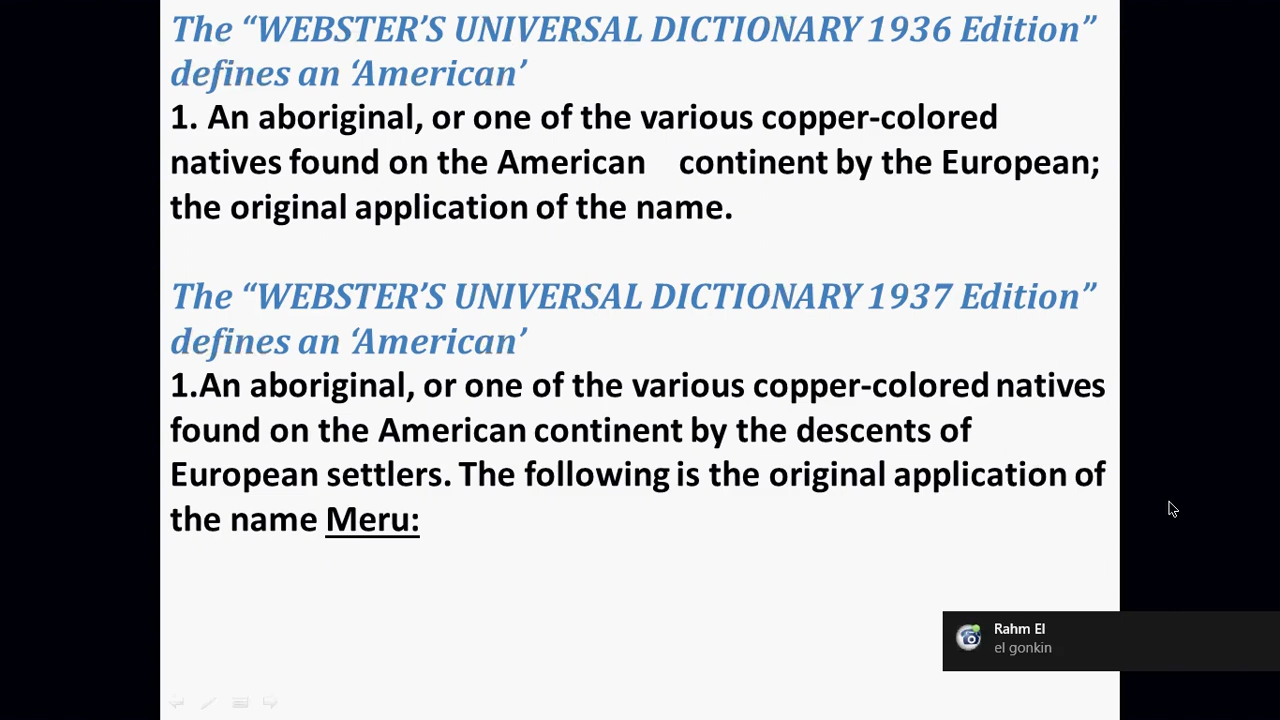 The “WEBSTER’S UNIVERSAL DICTIONARY 1936 Edition”
defines an ‘American’
1. An aboriginal, or one of the various copper-colored
natives found on the American continent by the European;
the original application of the name.
The “WEBSTER’S UNIVERSAL DICTIONARY 1937 Edition”
defines an ‘American’
1.An aboriginal, or one of the various copper-colored natives
found on the American continent by the descents of
European settlers. The following is the original application of
the name Meru:
Rahm El
el gonkin